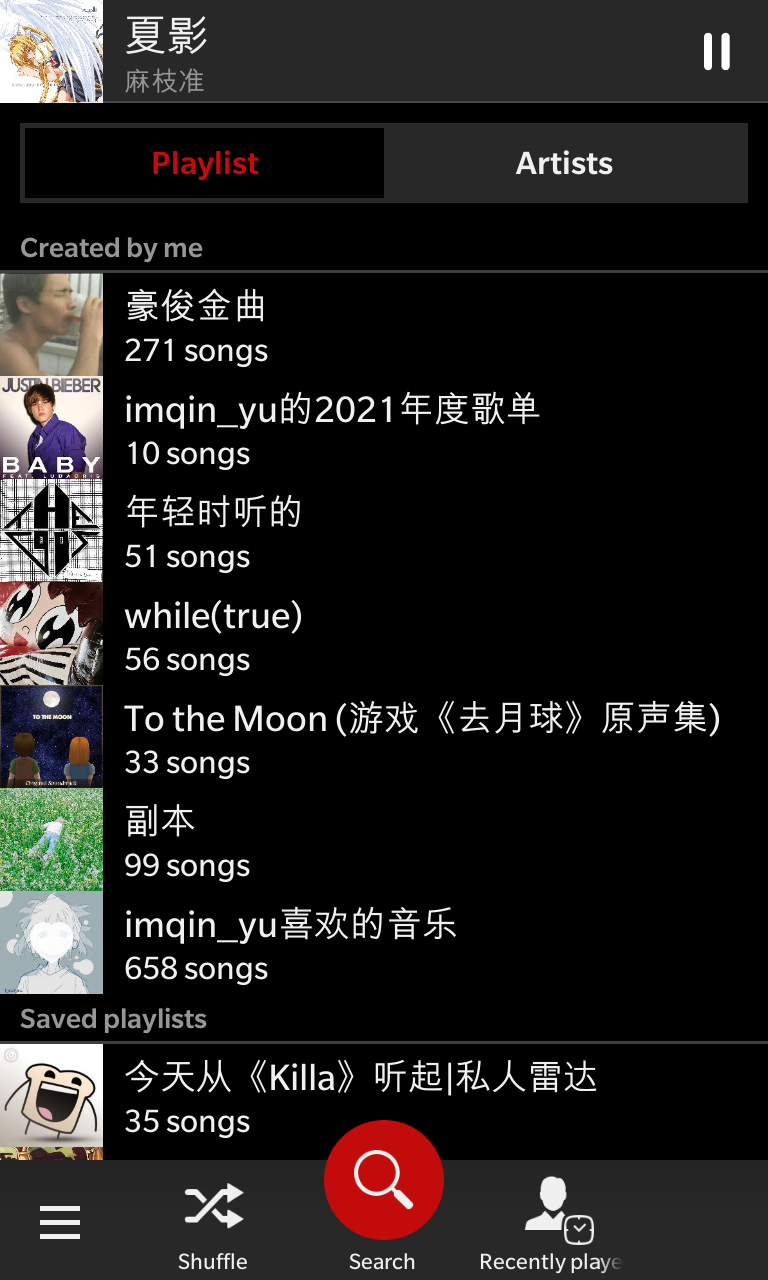 夏影
麻枝准
Playlist
Artists
Created by me
豪俊金曲
271 songs
JUSTIN BIEBER
BABY
FEAT. LUDACRIS
imqin_yu的2021年度歌单
10 songs
年轻时听的
51 songs
while(true)
56 songs
TO THE MOON
Original Soundtrack
To the Moon (游戏《去月球》原声集)
33 songs
副本
99 songs
imqin_yu喜欢的音乐
658 songs
Saved playlists
今天从《Killa》听起|私人雷达
35 songs
Shuffle
Search
Recently playe